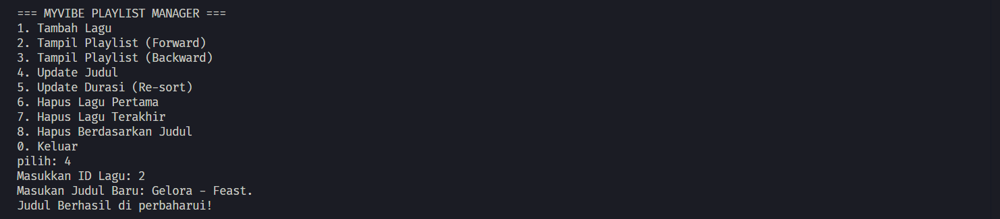 === MYVIBE PLAYLIST MANAGER ===
1. Tambah Lagu
2. Tampil Playlist (Forward)
3. Tampil Playlist (Backward)
4. Update Judul
5. Update Durasi (Re-sort)
6. Hapus Lagu Pertama
7. Hapus Lagu Terakhir
8. Hapus Berdasarkan Judul
0. Keluar
pilih: 4
Masukkan ID Lagu: 2
Masukan Judul Baru: Gelora - Feast.
Judul Berhasil di perbaharui!